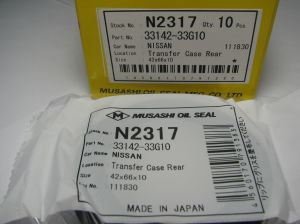 Stock No. N2317 Qty. 10 Pcs.
Part No. 33142-33G10
Car Name : NISSAN 111830
Location : Transfer Case Rear
Size : 42x66x10 ★
MUSASHI OIL SEAL MFG. CO., LTD
MUSASHI OIL SEAL
N2317
Part No. 33142-33G10
Car Name NISSAN
Location : Transfer Case Rear
Size : 42x66x10
: 111830
MADE IN JAPAN